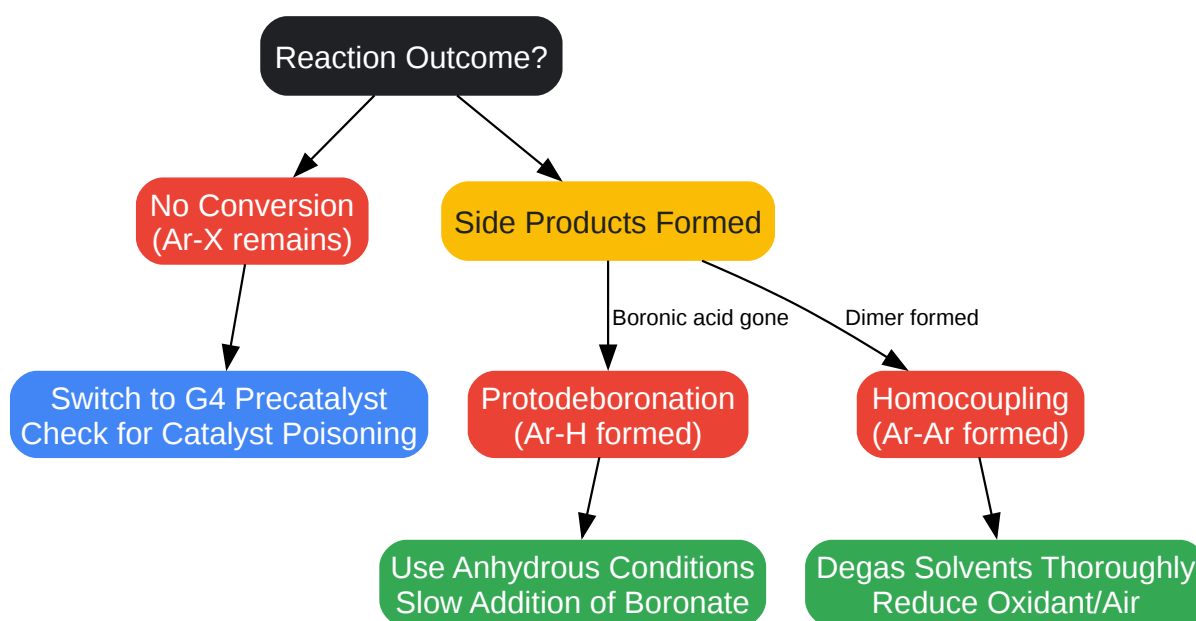 Reaction Outcome?
No Conversion
(Ar-X remains)
Side Products Formed
Boronic acid gone
Dimer formed
Switch to G4 Precatalyst
Check for Catalyst Poisoning
Protodeboronation
(Ar-H formed)
Homocoupling
(Ar-Ar formed)
Use Anhydrous Conditions
Slow Addition of Boronate
Degas Solvents Thoroughly
Reduce Oxidant/Air